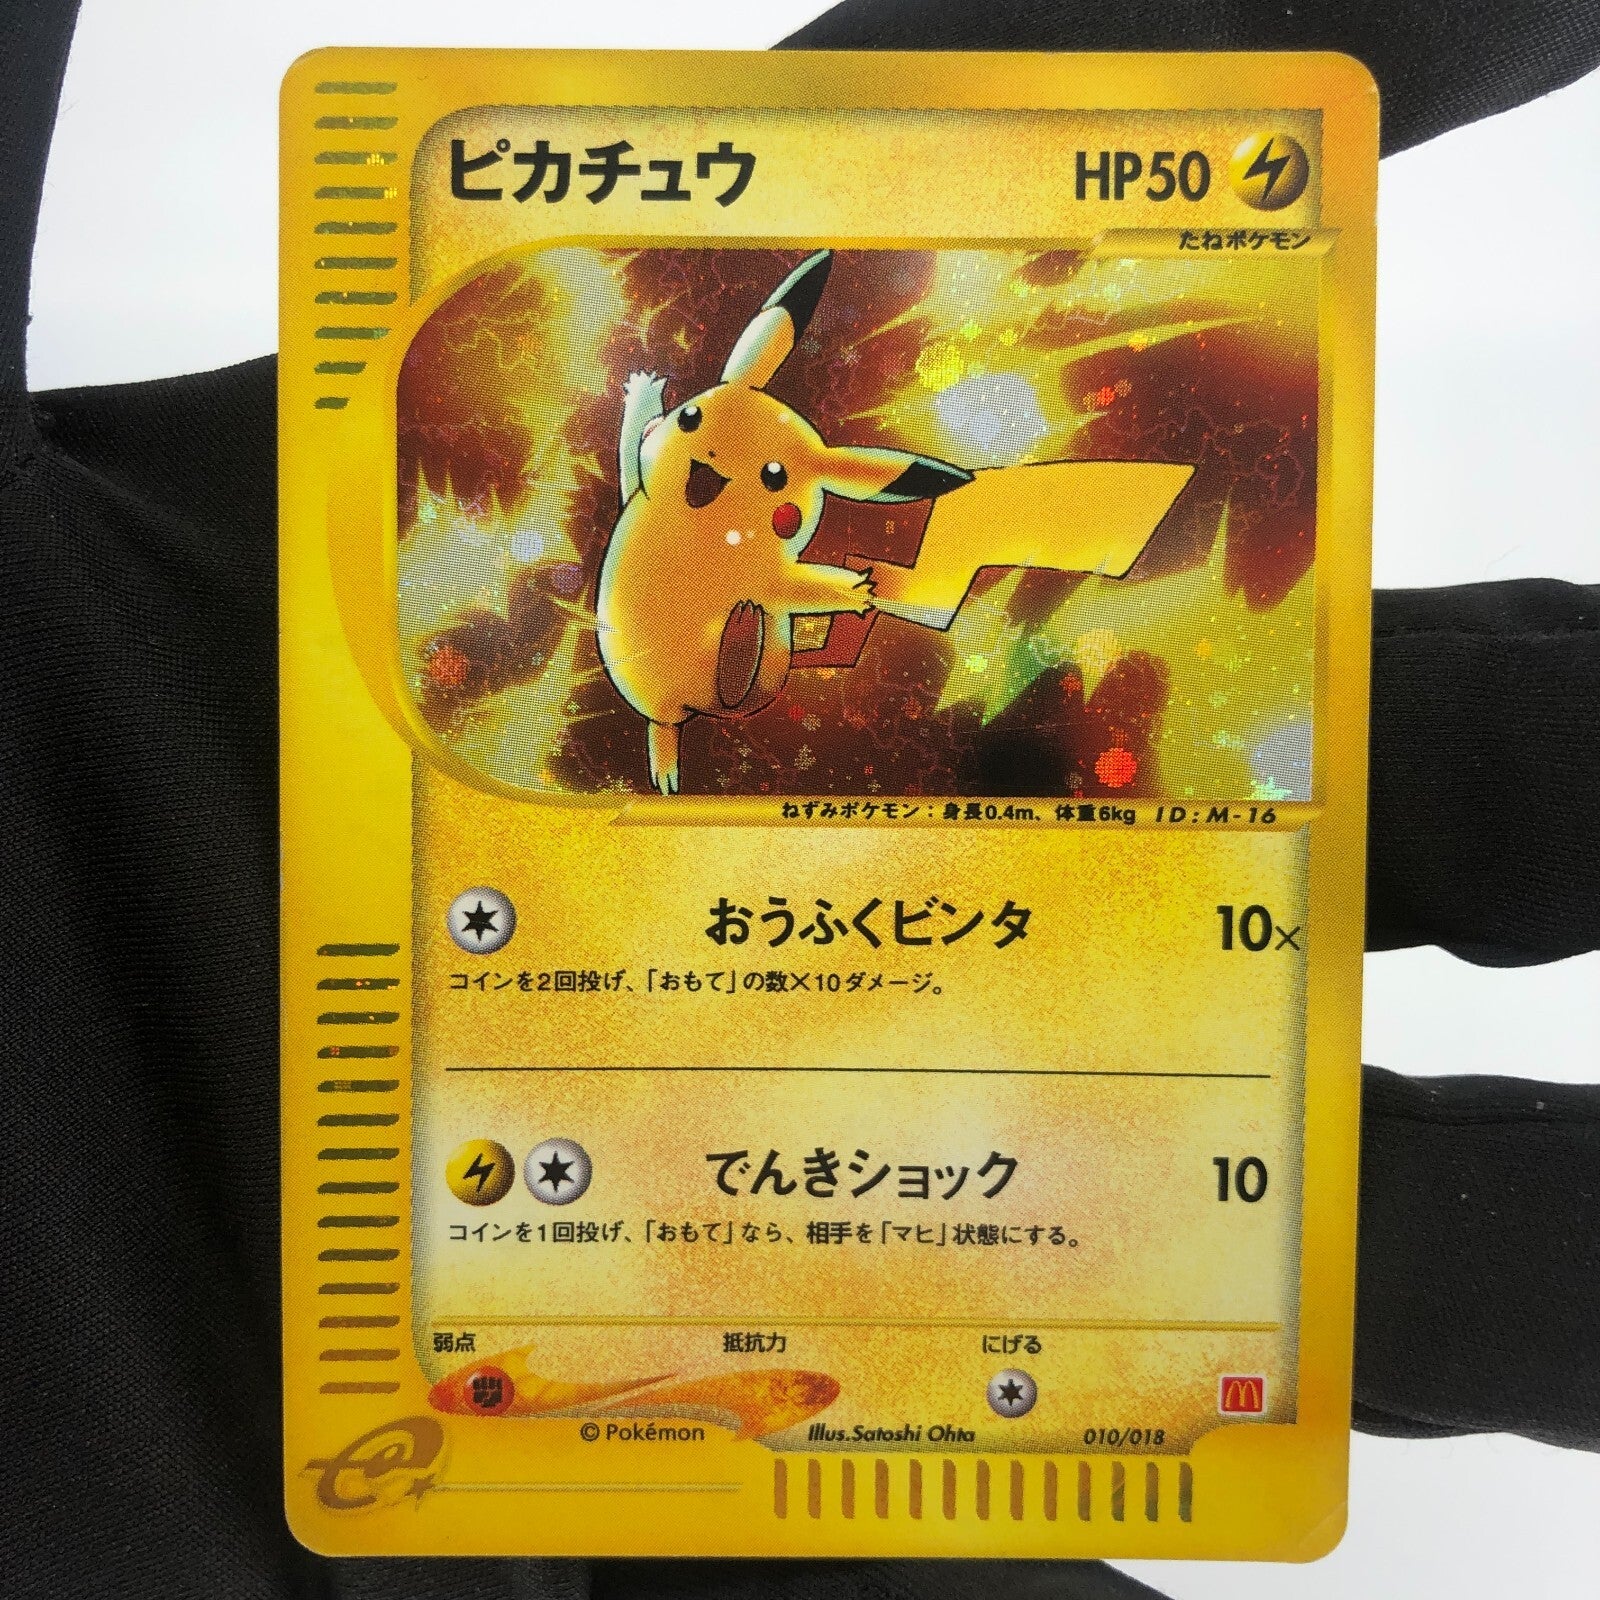 ピカチュウ HP50
たねポケモン
ねずみポケモン：身長0.4m、体重6kg ID:M-16
おうふくビンタ 10×
コインを2回投げ、「おもて」の数×10ダメージ。
でんきショック 10
コインを1回投げ、「おもて」なら、相手を「マヒ」状態にする。
弱点 抵抗力 にげる
©Pokémon Illus.Satoshi Ohta 010/018